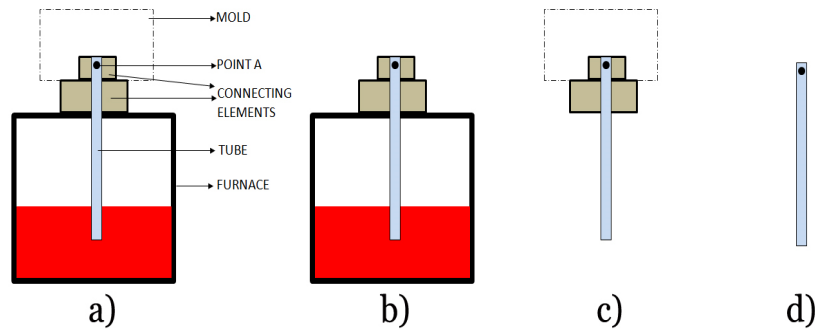 MOLD
POINT A
CONNECTING
ELEMENTS
TUBE
FURNACE
a) b) c) d)